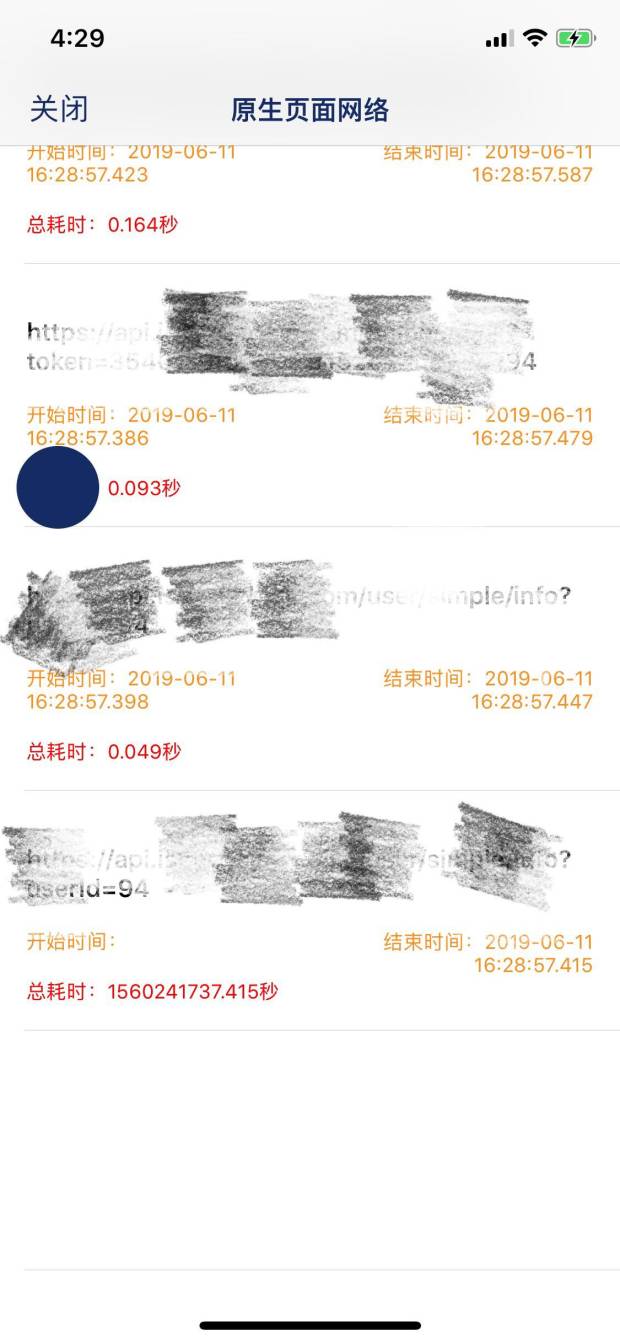 4:29
关闭
原生页面网络
开始时间：2019-06-11
16:28:57.423
结束时间：2019-06-11
16:28:57.587
总耗时：0.164秒
https://api.i
token=354
94
开始时间：2019-06-11
16:28:57.386
结束时间：2019-06-11
16:28:57.479
0.093秒
om/user/simple/info?
4
开始时间：2019-06-11
16:28:57.398
结束时间：2019-06-11
16:28:57.447
总耗时：0.049秒
https://api.i
/simple/info?
userId=94
开始时间：
结束时间：2019-06-11
16:28:57.415
总耗时：1560241737.415秒